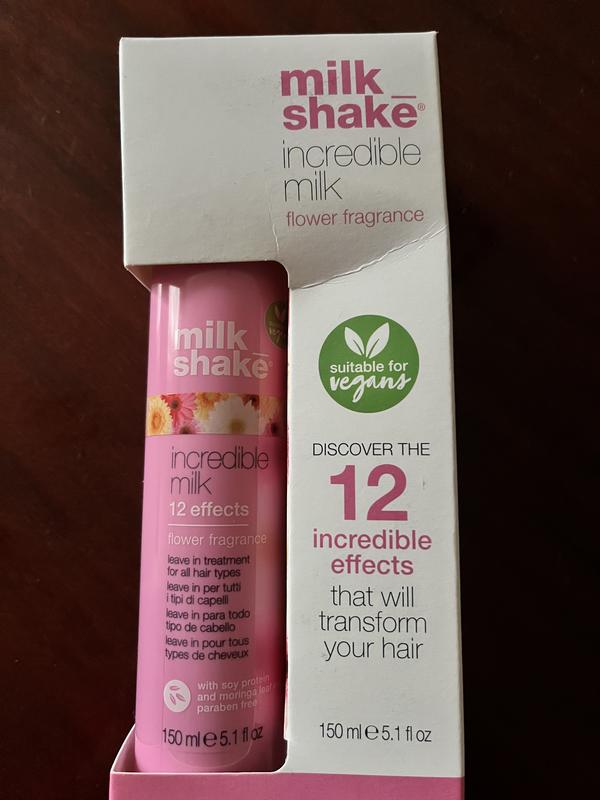 milk_
shake®
incredible
milk
flower fragrance
suitable for
vegans
DISCOVER THE
12
incredible
effects
that will
transform
your hair
150 ml e 5.1 fl oz
milk_
shake®
incredible
milk
12 effects
flower fragrance
leave in treatment
for all hair types
leave in per tutti
i tipi di capelli
leave in para todo
tipo de cabello
leave in pour tous
types de cheveux
with soy protein
and moringa leaf
paraben free
150 ml e 5.1 fl oz